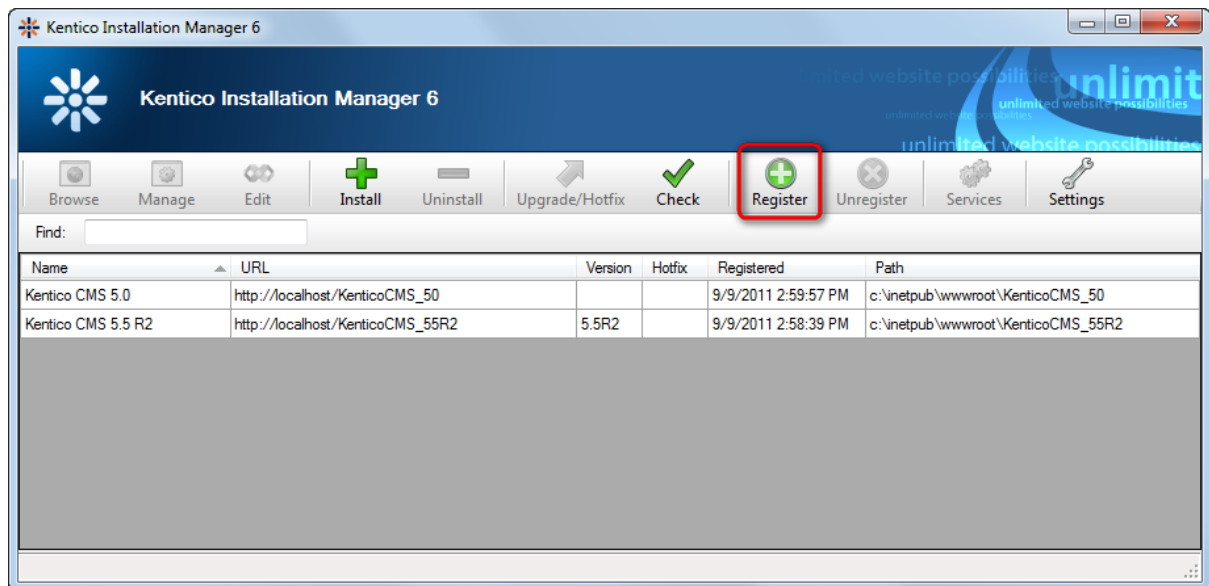 Kentico Installation Manager 6
Kentico Installation Manager 6
unlimited website possibilities
unlimit
unlimited website possibilities
unlimited website possibilities
unlimited website possibilities
Browse Manage Edit Install Uninstall Upgrade/Hotfix Check Register Unregister Services Settings
Find:
Name URL Version Hotfix Registered Path
Kentico CMS 5.0 http://localhost/KenticoCMS_50 9/9/2011 2:59:57 PM c:\inetpub\wwwroot\KenticoCMS_50
Kentico CMS 5.5 R2 http://localhost/KenticoCMS_55R2 5.5R2 9/9/2011 2:58:39 PM c:\inetpub\wwwroot\KenticoCMS_55R2